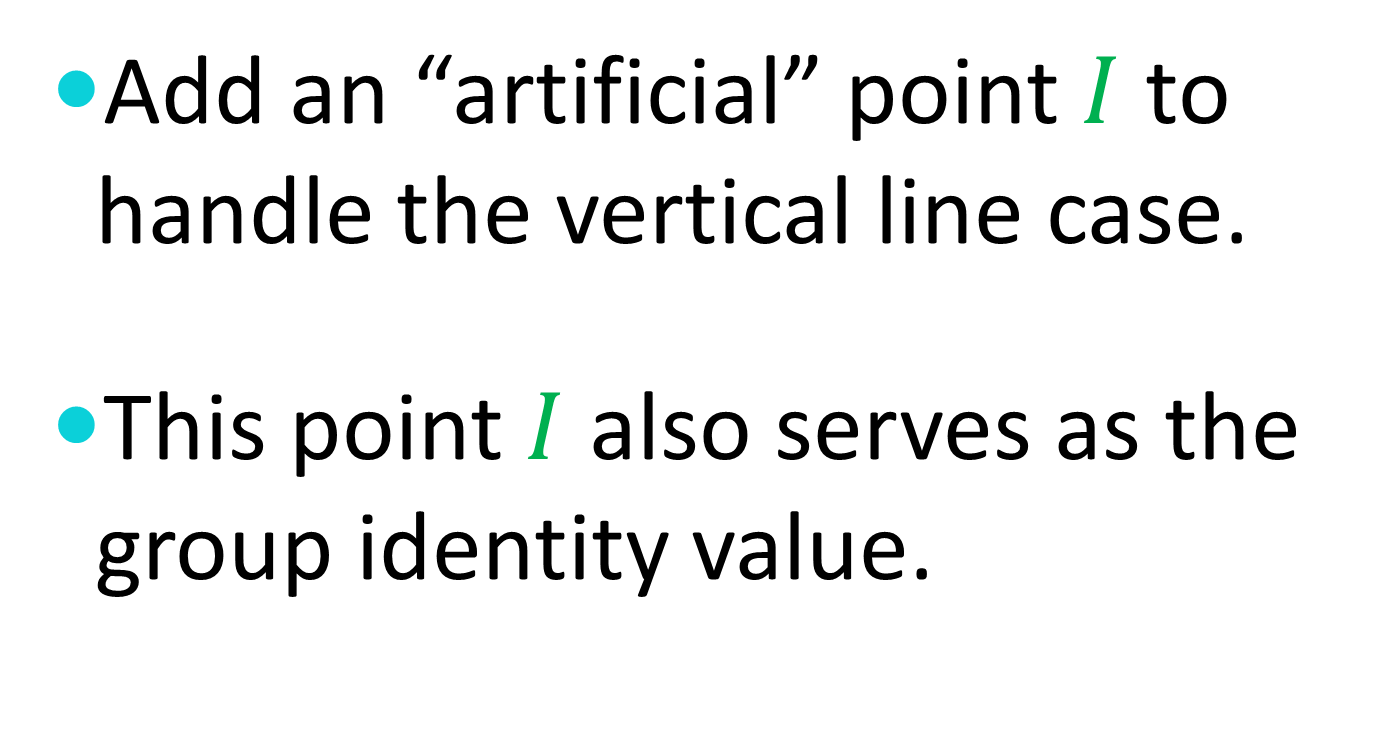 •Add an “artificial” point I to
handle the vertical line case.
•This point I also serves as the
group identity value.